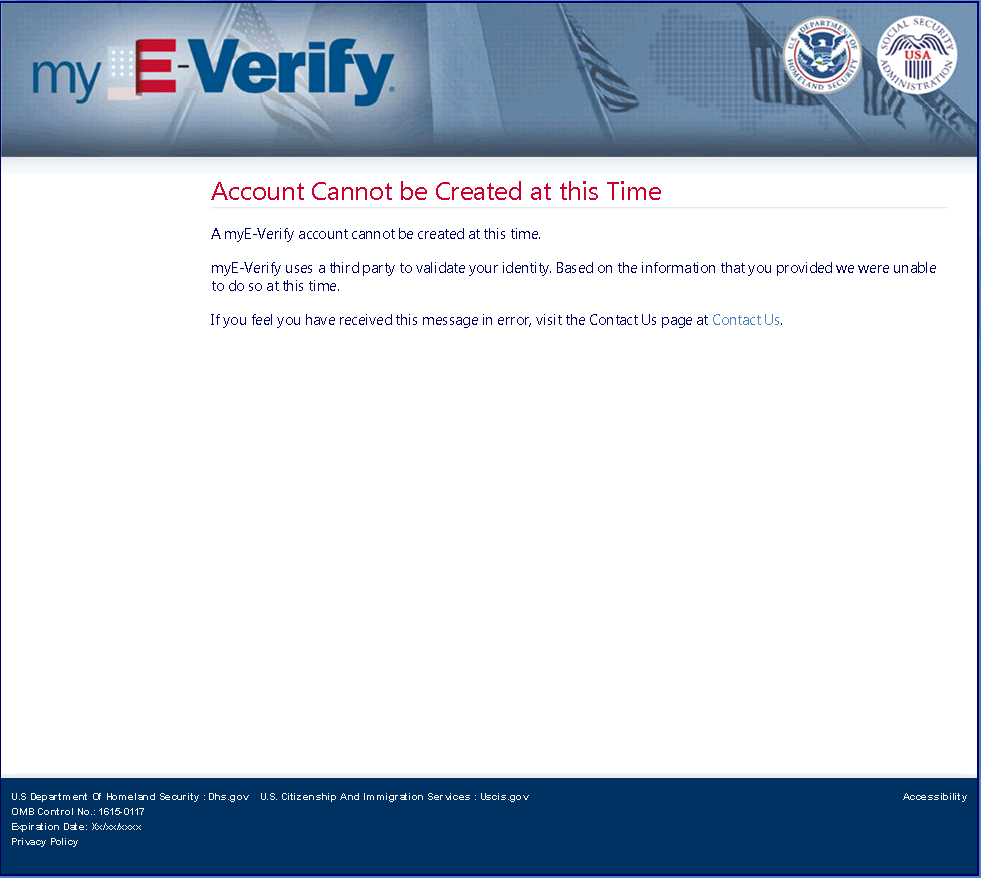 my E-Verify.
U.S. DEPARTMENT OF HOMELAND SECURITY
SOCIAL SECURITY ADMINISTRATION
USA
Account Cannot be Created at this Time
A myE-Verify account cannot be created at this time.
myE-Verify uses a third party to validate your identity. Based on the information that you provided we were unable
to do so at this time.
If you feel you have received this message in error, visit the Contact Us page at Contact Us.
U.S Department Of Homeland Security : Dhs.gov U.S. Citizenship And Immigration Services : Uscis.gov Accessibility
OMB Control No.: 1615-0117
Expiration Date: Xx/xx/xxxx
Privacy Policy